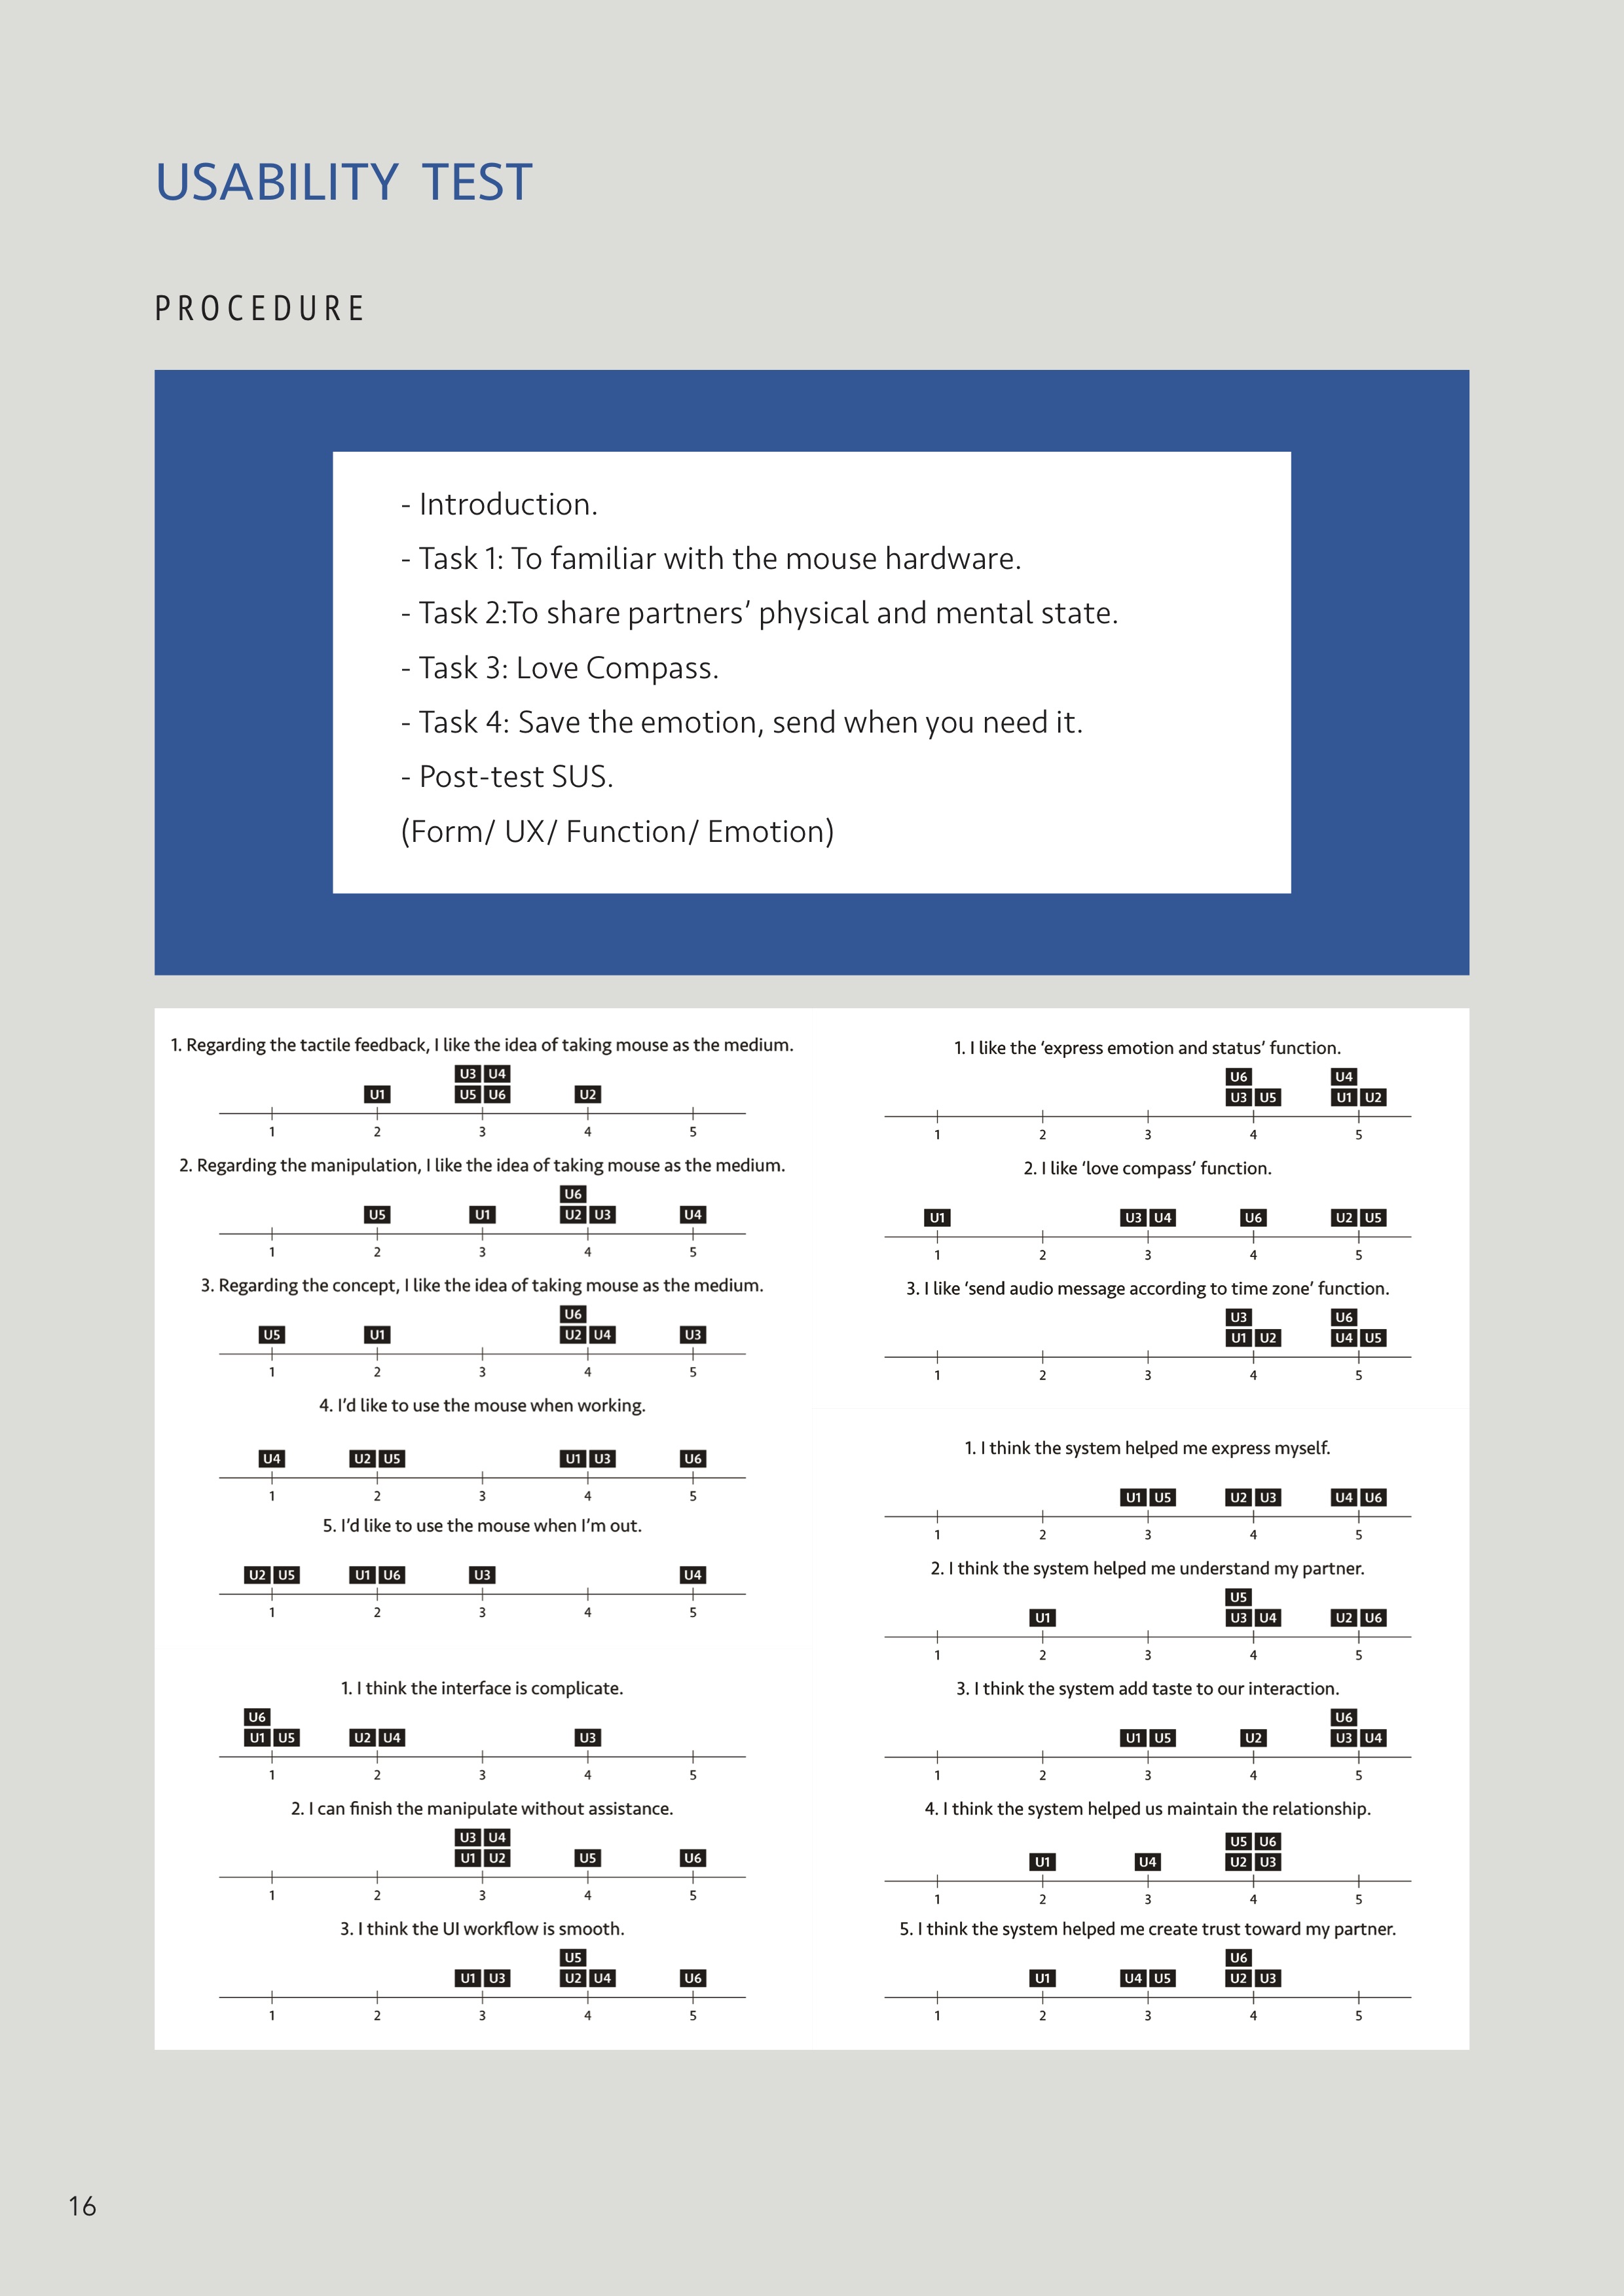 USABILITY TEST
PROCEDURE
- Introduction.
- Task 1: To familiar with the mouse hardware.
- Task 2:To share partners’ physical and mental state.
- Task 3: Love Compass.
- Task 4: Save the emotion, send when you need it.
- Post-test SUS.
(Form/ UX/ Function/ Emotion)
1. Regarding the tactile feedback, I like the idea of taking mouse as the medium.
U3 U4
U1 U5 U6 U2
1 2 3 4 5
2. Regarding the manipulation, I like the idea of taking mouse as the medium.
U6
U5 U1 U2 U3 U4
1 2 3 4 5
3. Regarding the concept, I like the idea of taking mouse as the medium.
U6
U5 U1 U2 U4 U3
1 2 3 4 5
4. I’d like to use the mouse when working.
U4 U2 U5 U1 U3 U6
1 2 3 4 5
5. I’d like to use the mouse when I’m out.
U2 U5 U1 U6 U3 U4
1 2 3 4 5
1. I think the interface is complicate.
U6
U1 U5 U2 U4 U3
1 2 3 4 5
2. I can finish the manipulate without assistance.
U3 U4
U1 U2 U5 U6
1 2 3 4 5
3. I think the UI workflow is smooth.
U5
U1 U3 U2 U4 U6
1 2 3 4 5
1. I like the ‘express emotion and status’ function.
U6 U4
U3 U5 U1 U2
1 2 3 4 5
2. I like ‘love compass’ function.
U1 U3 U4 U6 U2 U5
1 2 3 4 5
3. I like ‘send audio message according to time zone’ function.
U3 U6
U1 U2 U4 U5
1 2 3 4 5
1. I think the system helped me express myself.
U1 U5 U2 U3 U4 U6
1 2 3 4 5
2. I think the system helped me understand my partner.
U5
U1 U3 U4 U2 U6
1 2 3 4 5
3. I think the system add taste to our interaction.
U6
U1 U5 U2 U3 U4
1 2 3 4 5
4. I think the system helped us maintain the relationship.
U5 U6
U1 U4 U2 U3
1 2 3 4 5
5. I think the system helped me create trust toward my partner.
U6
U1 U4 U5 U2 U3
1 2 3 4 5
16